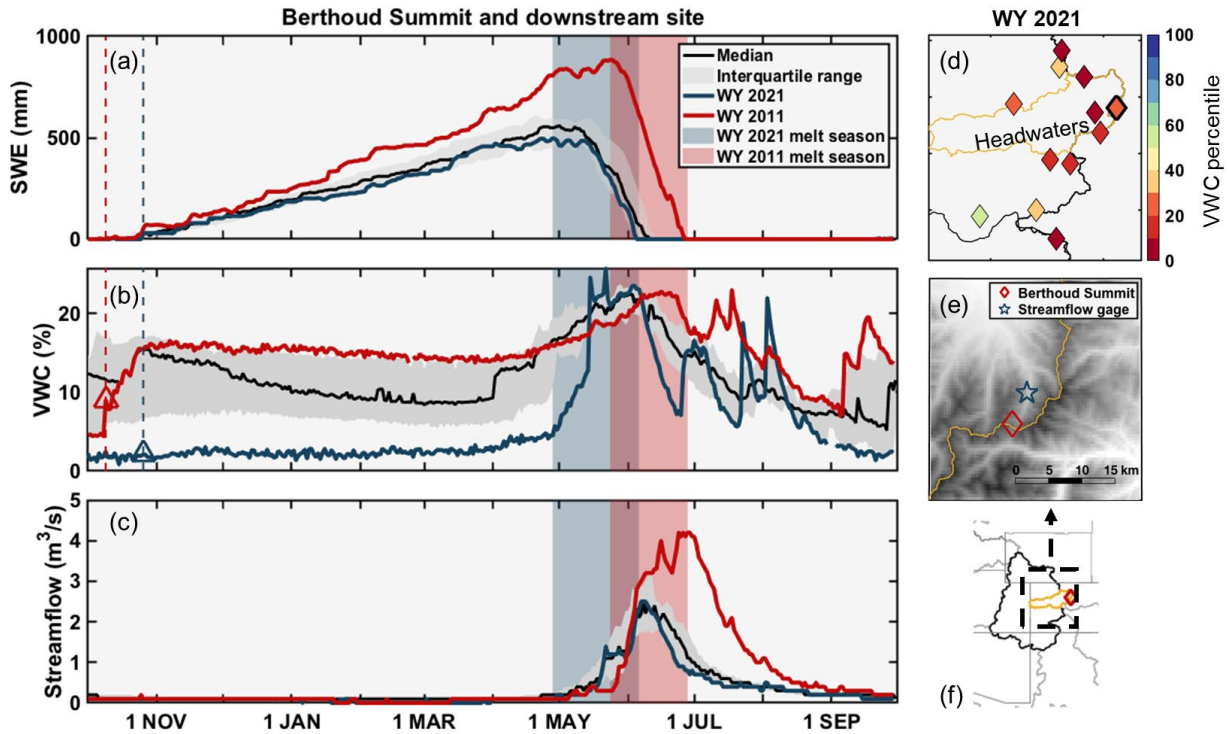 Berthoud Summit and downstream site
(a)
SWE (mm)
1000
500
0
Median
Interquartile range
WY 2021
WY 2011
WY 2021 melt season
WY 2011 melt season
(b)
VWC (%)
20
10
0
(c)
Streamflow (m³/s)
5
4
3
2
1
0
1 NOV
1 JAN
1 MAR
1 MAY
1 JUL
1 SEP
WY 2021
(d)
Headwaters
100
80
60
40
20
0
VWC percentile
(e)
Berthoud Summit
Streamflow gage
0 5 10 15 km
(f)